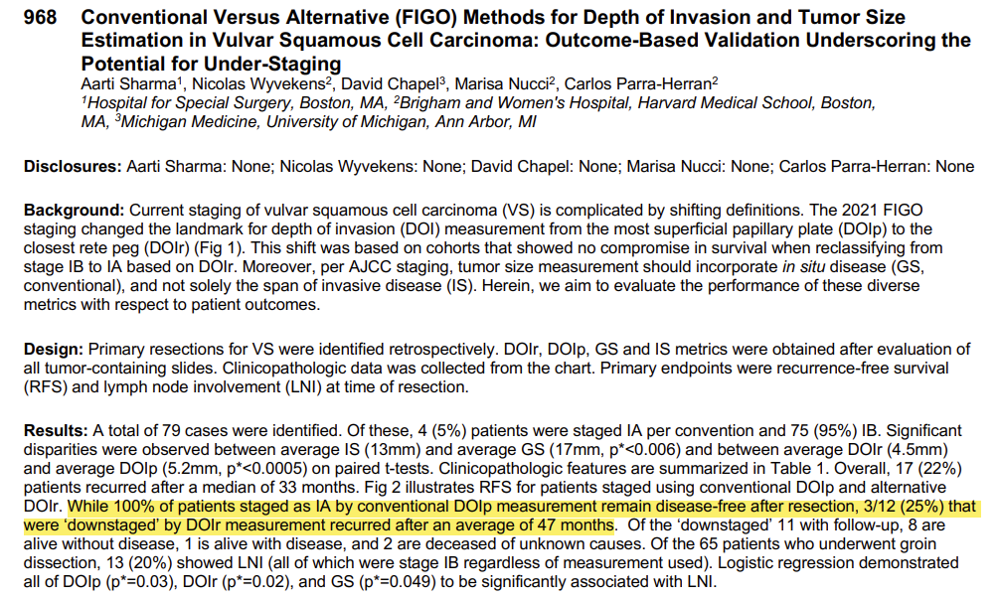 968 Conventional Versus Alternative (FIGO) Methods for Depth of Invasion and Tumor Size
Estimation in Vulvar Squamous Cell Carcinoma: Outcome-Based Validation Underscoring the
Potential for Under-Staging
Aarti Sharma1, Nicolas Wyvekens2, David Chapel3, Marisa Nucci2, Carlos Parra-Herran2
1Hospital for Special Surgery, Boston, MA, 2Brigham and Women's Hospital, Harvard Medical School, Boston,
MA, 3Michigan Medicine, University of Michigan, Ann Arbor, MI
Disclosures: Aarti Sharma: None; Nicolas Wyvekens: None; David Chapel: None; Marisa Nucci: None; Carlos Parra-Herran: None
Background: Current staging of vulvar squamous cell carcinoma (VS) is complicated by shifting definitions. The 2021 FIGO
staging changed the landmark for depth of invasion (DOI) measurement from the most superficial papillary plate (DOIp) to the
closest rete peg (DOIr) (Fig 1). This shift was based on cohorts that showed no compromise in survival when reclassifying from
stage IB to IA based on DOIr. Moreover, per AJCC staging, tumor size measurement should incorporate in situ disease (GS,
conventional), and not solely the span of invasive disease (IS). Herein, we aim to evaluate the performance of these diverse
metrics with respect to patient outcomes.
Design: Primary resections for VS were identified retrospectively. DOIr, DOIp, GS and IS metrics were obtained after evaluation of
all tumor-containing slides. Clinicopathologic data was collected from the chart. Primary endpoints were recurrence-free survival
(RFS) and lymph node involvement (LNI) at time of resection.
Results: A total of 79 cases were identified. Of these, 4 (5%) patients were staged IA per convention and 75 (95%) IB. Significant
disparities were observed between average IS (13mm) and average GS (17mm, p*<0.006) and between average DOIr (4.5mm)
and average DOIp (5.2mm, p*<0.0005) on paired t-tests. Clinicopathologic features are summarized in Table 1. Overall, 17 (22%)
patients recurred after a median of 33 months. Fig 2 illustrates RFS for patients staged using conventional DOIp and alternative
DOIr. While 100% of patients staged as IA by conventional DOIp measurement remain disease-free after resection, 3/12 (25%) that
were ‘downstaged’ by DOIr measurement recurred after an average of 47 months. Of the ‘downstaged’ 11 with follow-up, 8 are
alive without disease, 1 is alive with disease, and 2 are deceased of unknown causes. Of the 65 patients who underwent groin
dissection, 13 (20%) showed LNI (all of which were stage IB regardless of measurement used). Logistic regression demonstrated
all of DOIp (p*=0.03), DOIr (p*=0.02), and GS (p*=0.049) to be significantly associated with LNI.